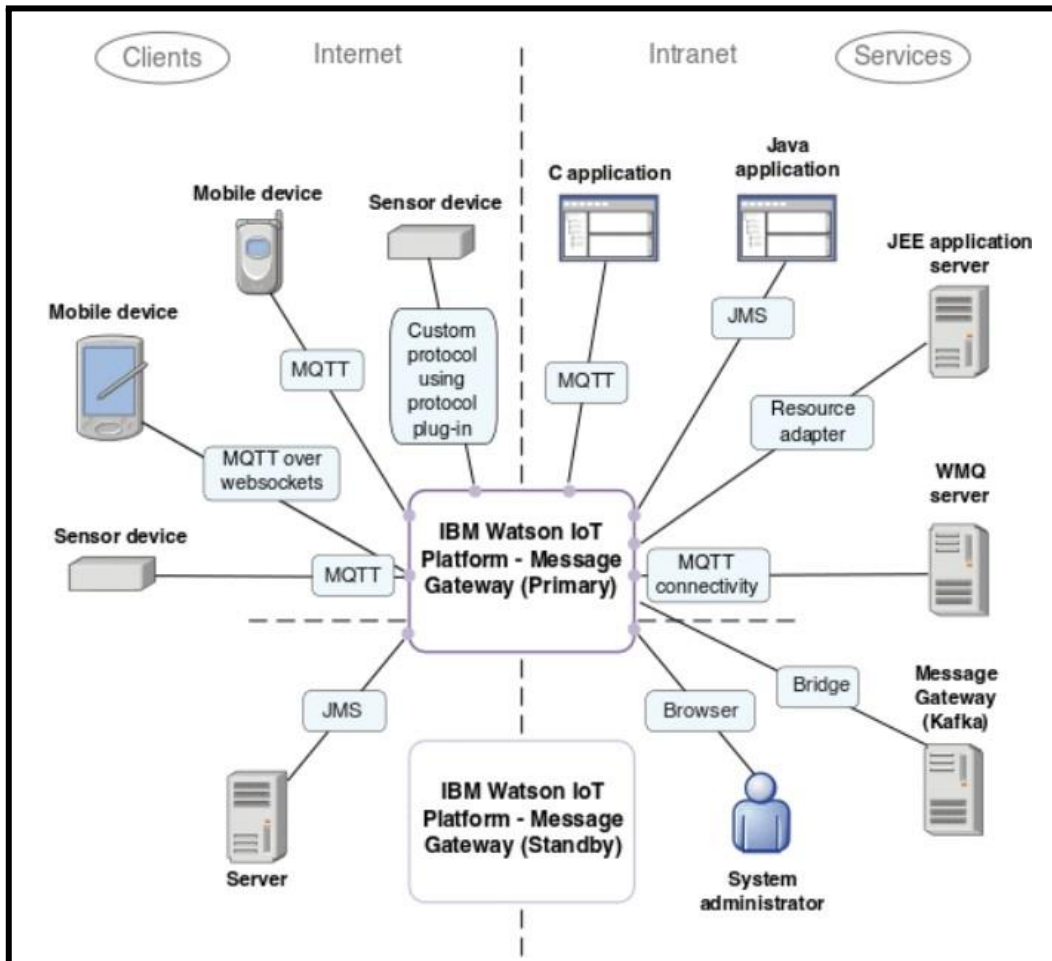 Clients
Internet
Intranet
Services
Mobile device
Sensor device
C application
Java
application
JEE application
server
Mobile device
MQTT
Custom
protocol
using
protocol
plug-in
MQTT
JMS
Resource
adapter
MQTT over
websockets
WMQ
server
Sensor device
MQTT
IBM Watson IoT
Platform - Message
Gateway (Primary)
MQTT
connectivity
JMS
Browser
Bridge
Message
Gateway
(Kafka)
IBM Watson IoT
Platform - Message
Gateway (Standby)
Server
System
administrator